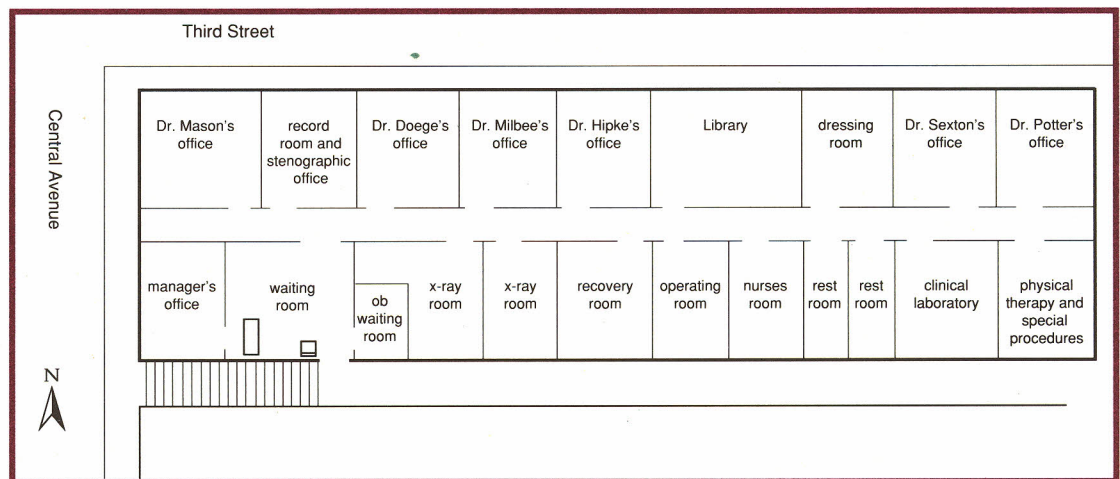 Third Street
Central Avenue
Dr. Mason's
office
record
room and
stenographic
office
Dr. Doege's
office
Dr. Milbee's
office
Dr. Hipke's
office
Library
dressing
room
Dr. Sexton's
office
Dr. Potter's
office
manager's
office
waiting
room
ob
waiting
room
x-ray
room
x-ray
room
recovery
room
operating
room
nurses
room
rest
room
rest
room
clinical
laboratory
physical
therapy and
special
procedures
N